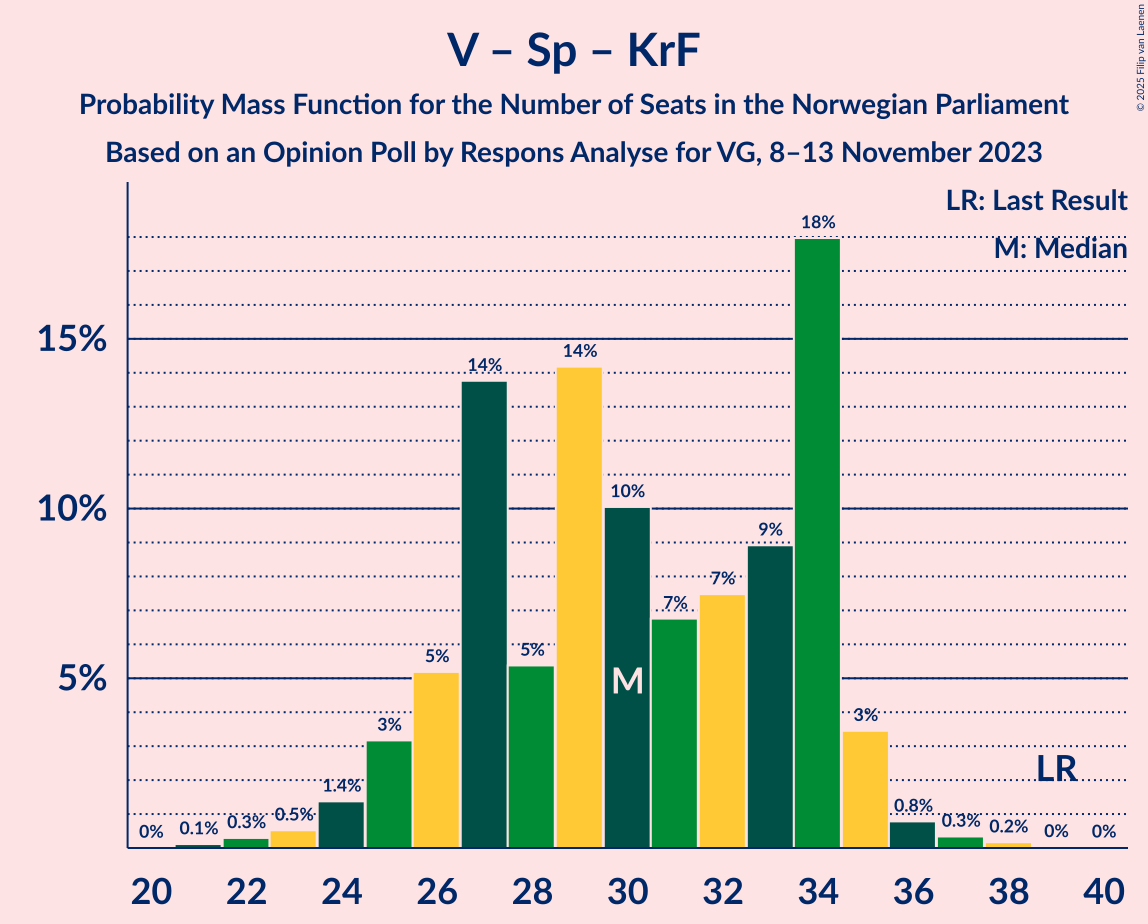 V – Sp – KrF
Probability Mass Function for the Number of Seats in the Norwegian Parliament
Based on an Opinion Poll by Respons Analyse for VG, 8–13 November 2023
© 2025 Filip van Laenen
LR: Last Result
M: Median
15%
10%
5%
0%
0.1%
0.3%
0.5%
1.4%
3%
5%
14%
5%
14%
10%
7%
7%
9%
18%
3%
0.8%
0.3%
0.2%
0%
0%
M
LR
20 22 24 26 28 30 32 34 36 38 40